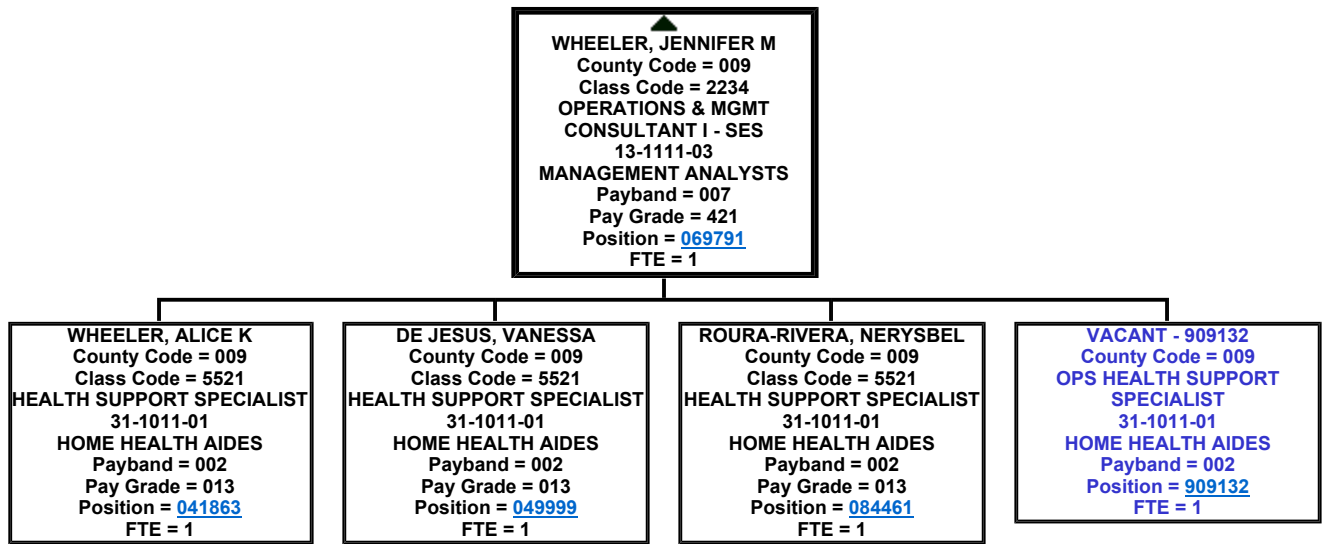 WHEELER, JENNIFER M
County Code = 009
Class Code = 2234
OPERATIONS & MGMT
CONSULTANT I - SES
13-1111-03
MANAGEMENT ANALYSTS
Payband = 007
Pay Grade = 421
Position = 069791
FTE = 1
WHEELER, ALICE K
County Code = 009
Class Code = 5521
HEALTH SUPPORT SPECIALIST
31-1011-01
HOME HEALTH AIDES
Payband = 002
Pay Grade = 013
Position = 041863
FTE = 1
DE JESUS, VANESSA
County Code = 009
Class Code = 5521
HEALTH SUPPORT SPECIALIST
31-1011-01
HOME HEALTH AIDES
Payband = 002
Pay Grade = 013
Position = 049999
FTE = 1
ROURA-RIVERA, NERYSBEL
County Code = 009
Class Code = 5521
HEALTH SUPPORT SPECIALIST
31-1011-01
HOME HEALTH AIDES
Payband = 002
Pay Grade = 013
Position = 084461
FTE = 1
VACANT - 909132
County Code = 009
OPS HEALTH SUPPORT
SPECIALIST
31-1011-01
HOME HEALTH AIDES
Payband = 002
Position = 909132
FTE = 1